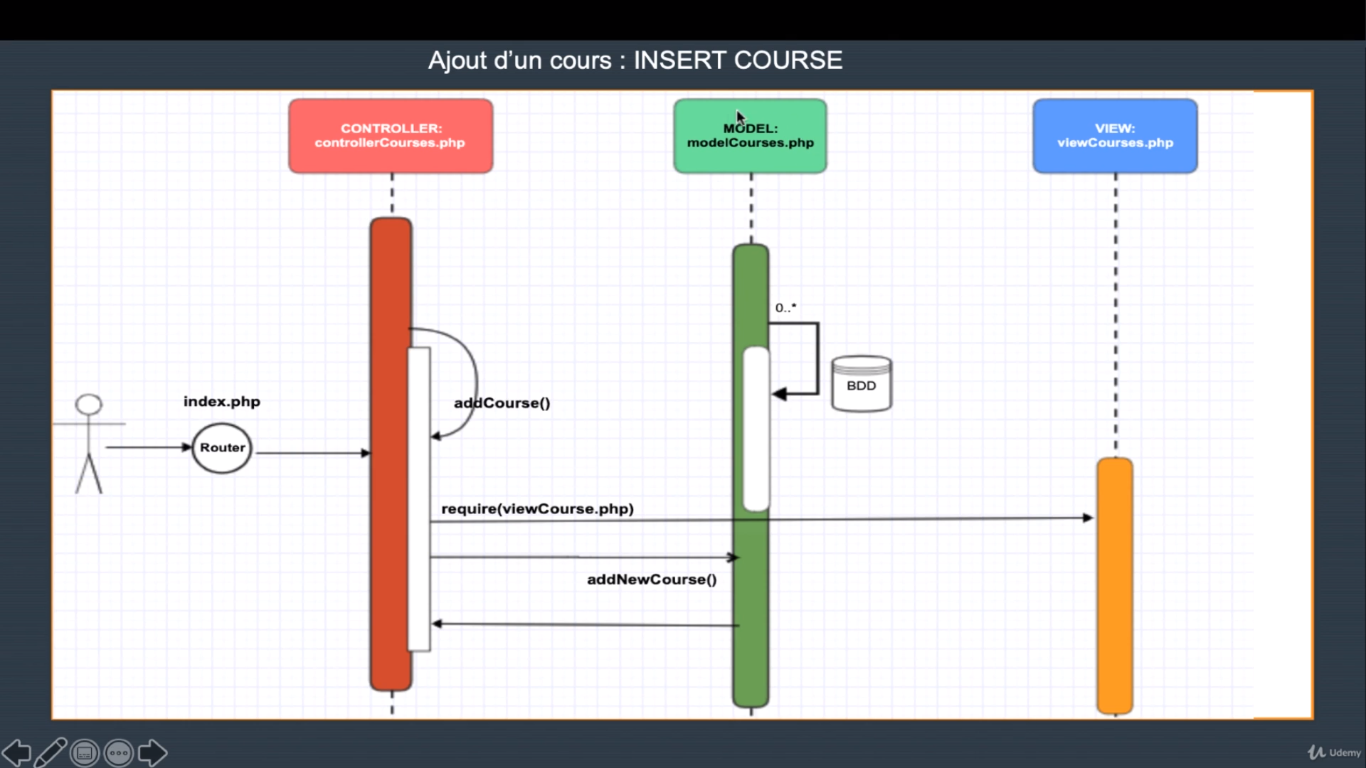 Ajout d’un cours : INSERT COURSE
CONTROLLER:
controllerCourses.php
MODEL:
modelCourses.php
VIEW:
viewCourses.php
0..*
BDD
index.php
Router
addCourse()
require(viewCourse.php)
addNewCourse()
Udemy